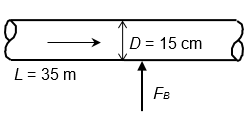 D = 15 cm
L = 35 m
FB